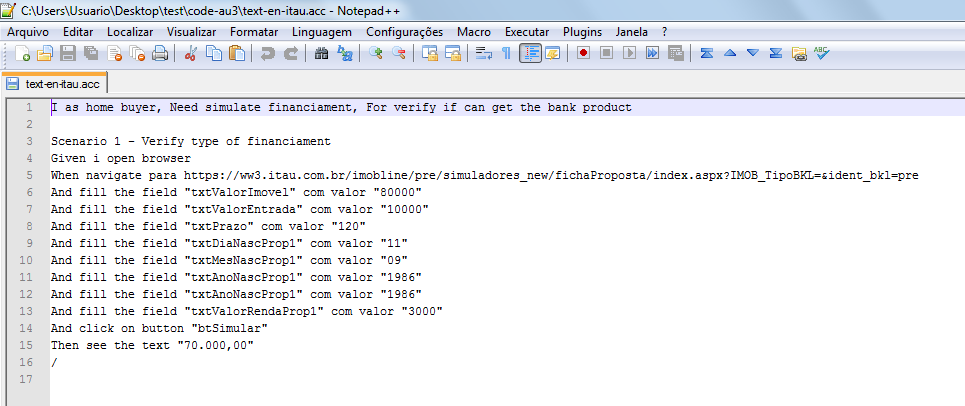 C:\Users\Usuario\Desktop\test\code-au3\text-en-itau.acc - Notepad++
Arquivo Editar Localizar Visualizar Formatar Linguagem Configurações Macro Executar Plugins Janela ?
text-en-itau.acc
1 I as home buyer, Need simulate financiament, For verify if can get the bank product
2
3 Scenario 1 - Verify type of financiament
4 Given i open browser
5 When navigate para https://ww3.itau.com.br/imobline/pre/simuladores_new/fichaProposta/index.aspx?IMOB_TipoBKL=&ident_bkl=pre
6 And fill the field "txtValorImovel" com valor "80000"
7 And fill the field "txtValorEntrada" com valor "10000"
8 And fill the field "txtPrazo" com valor "120"
9 And fill the field "txtDiaNascProp1" com valor "11"
10 And fill the field "txtMesNascProp1" com valor "09"
11 And fill the field "txtAnoNascProp1" com valor "1986"
12 And fill the field "txtAnoNascProp1" com valor "1986"
13 And fill the field "txtValorRendaProp1" com valor "3000"
14 And click on button "btSimular"
15 Then see the text "70.000,00"
16 /
17